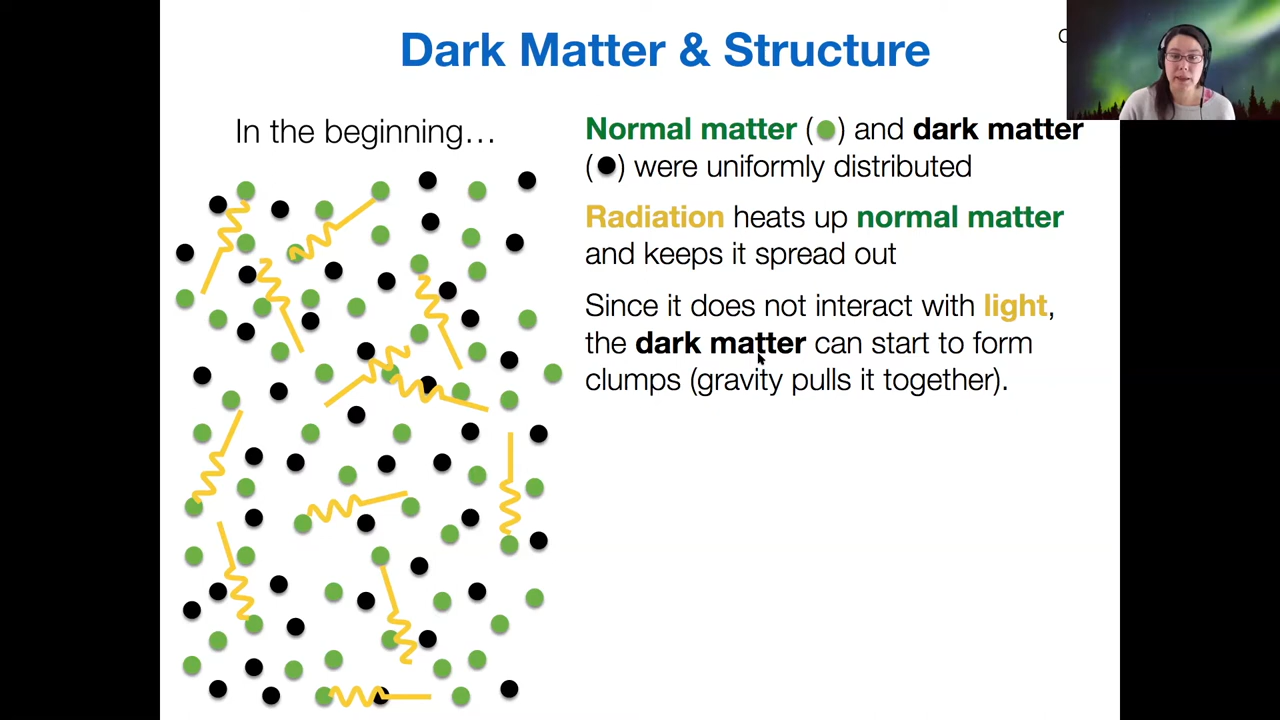 Dark Matter & Structure
In the beginning…
Normal matter (●) and dark matter
(●) were uniformly distributed
Radiation heats up normal matter
and keeps it spread out
Since it does not interact with light,
the dark matter can start to form
clumps (gravity pulls it together).